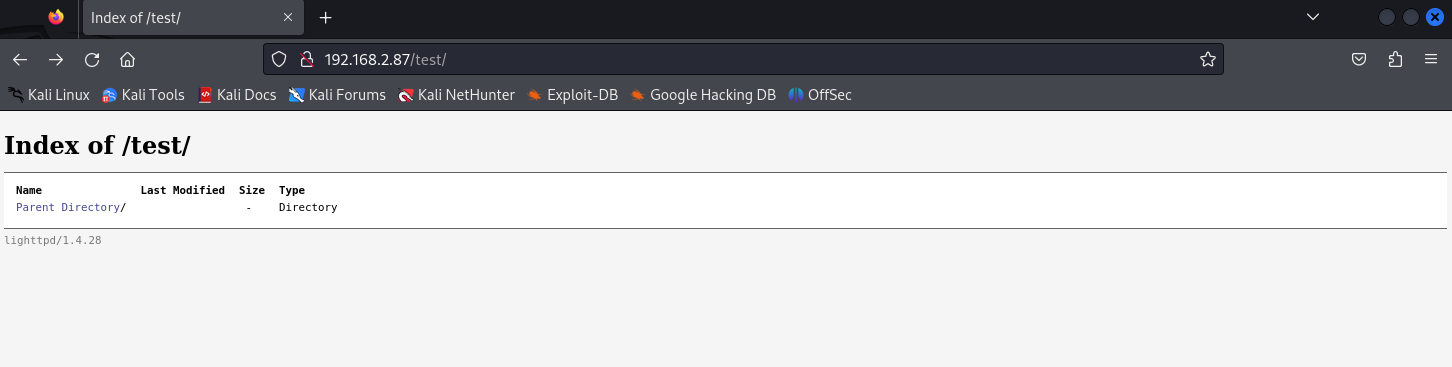 Index of /test/
192.168.2.87/test/
Kali Linux Kali Tools Kali Docs Kali Forums Kali NetHunter Exploit-DB Google Hacking DB OffSec
Index of /test/
Name Last Modified Size Type
Parent Directory/ - Directory
lighttpd/1.4.28